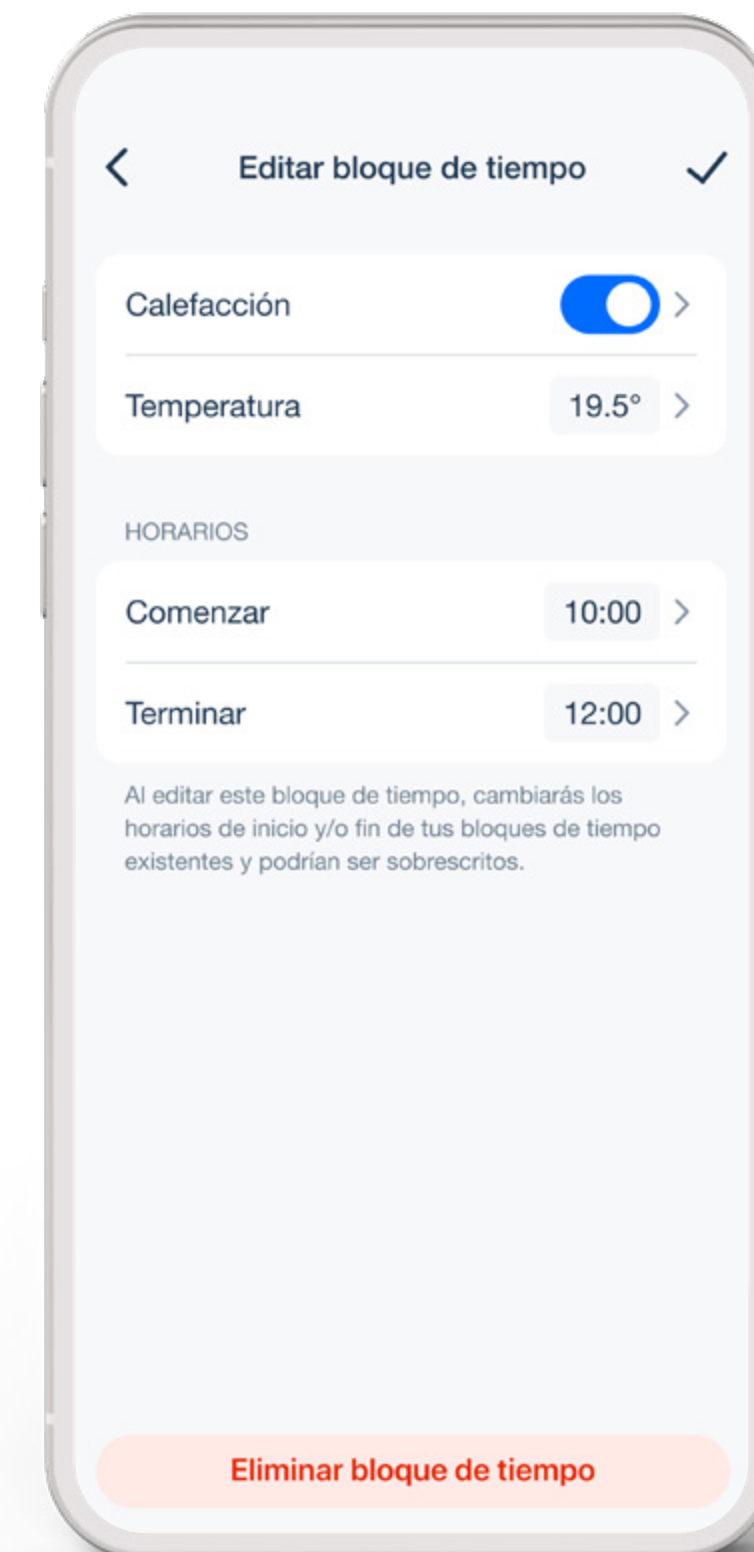 Editar bloque de tiempo
Calefacción
Temperatura 19.5°
HORARIOS
Comenzar 10:00
Terminar 12:00
Al editar este bloque de tiempo, cambiarás los
horarios de inicio y/o fin de tus bloques de tiempo
existentes y podrían ser sobrescritos.
Eliminar bloque de tiempo